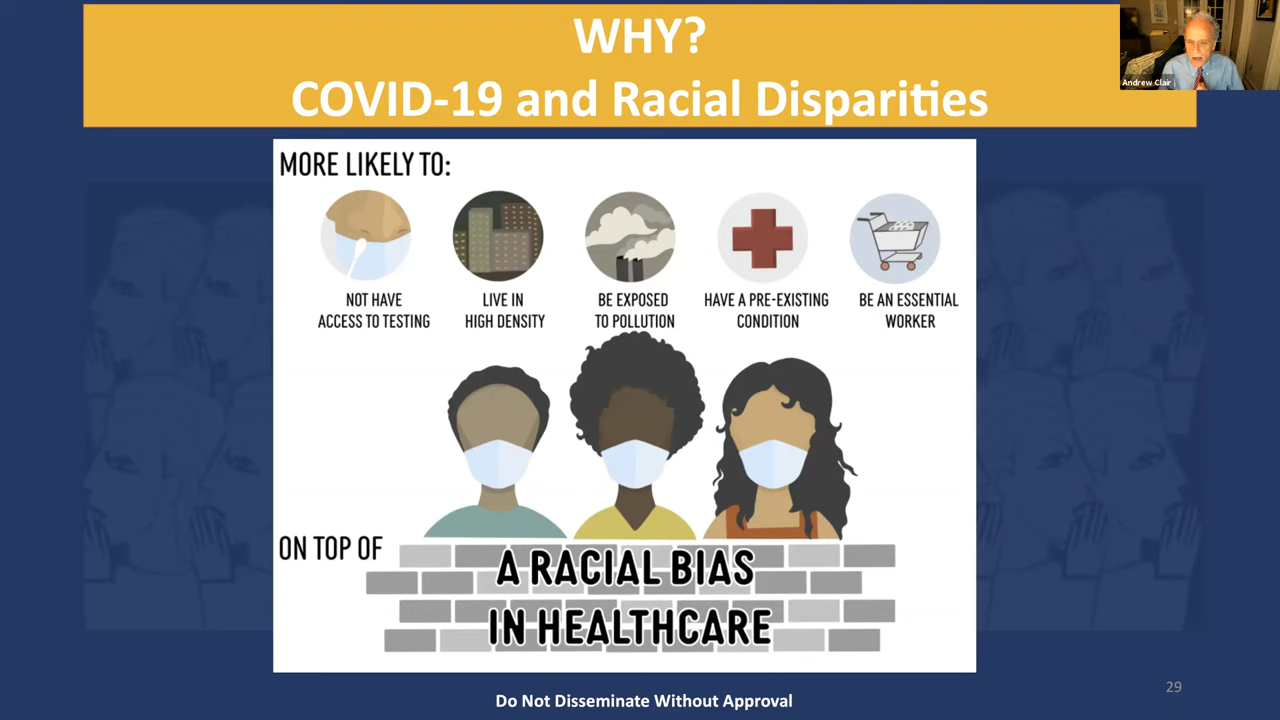 WHY?
COVID-19 and Racial Disparities
Andrew Clair
MORE LIKELY TO:
NOT HAVE
ACCESS TO TESTING
LIVE IN
HIGH DENSITY
BE EXPOSED
TO POLLUTION
HAVE A PRE-EXISTING
CONDITION
BE AN ESSENTIAL
WORKER
ON TOP OF
A RACIAL BIAS
IN HEALTHCARE
29
Do Not Disseminate Without Approval